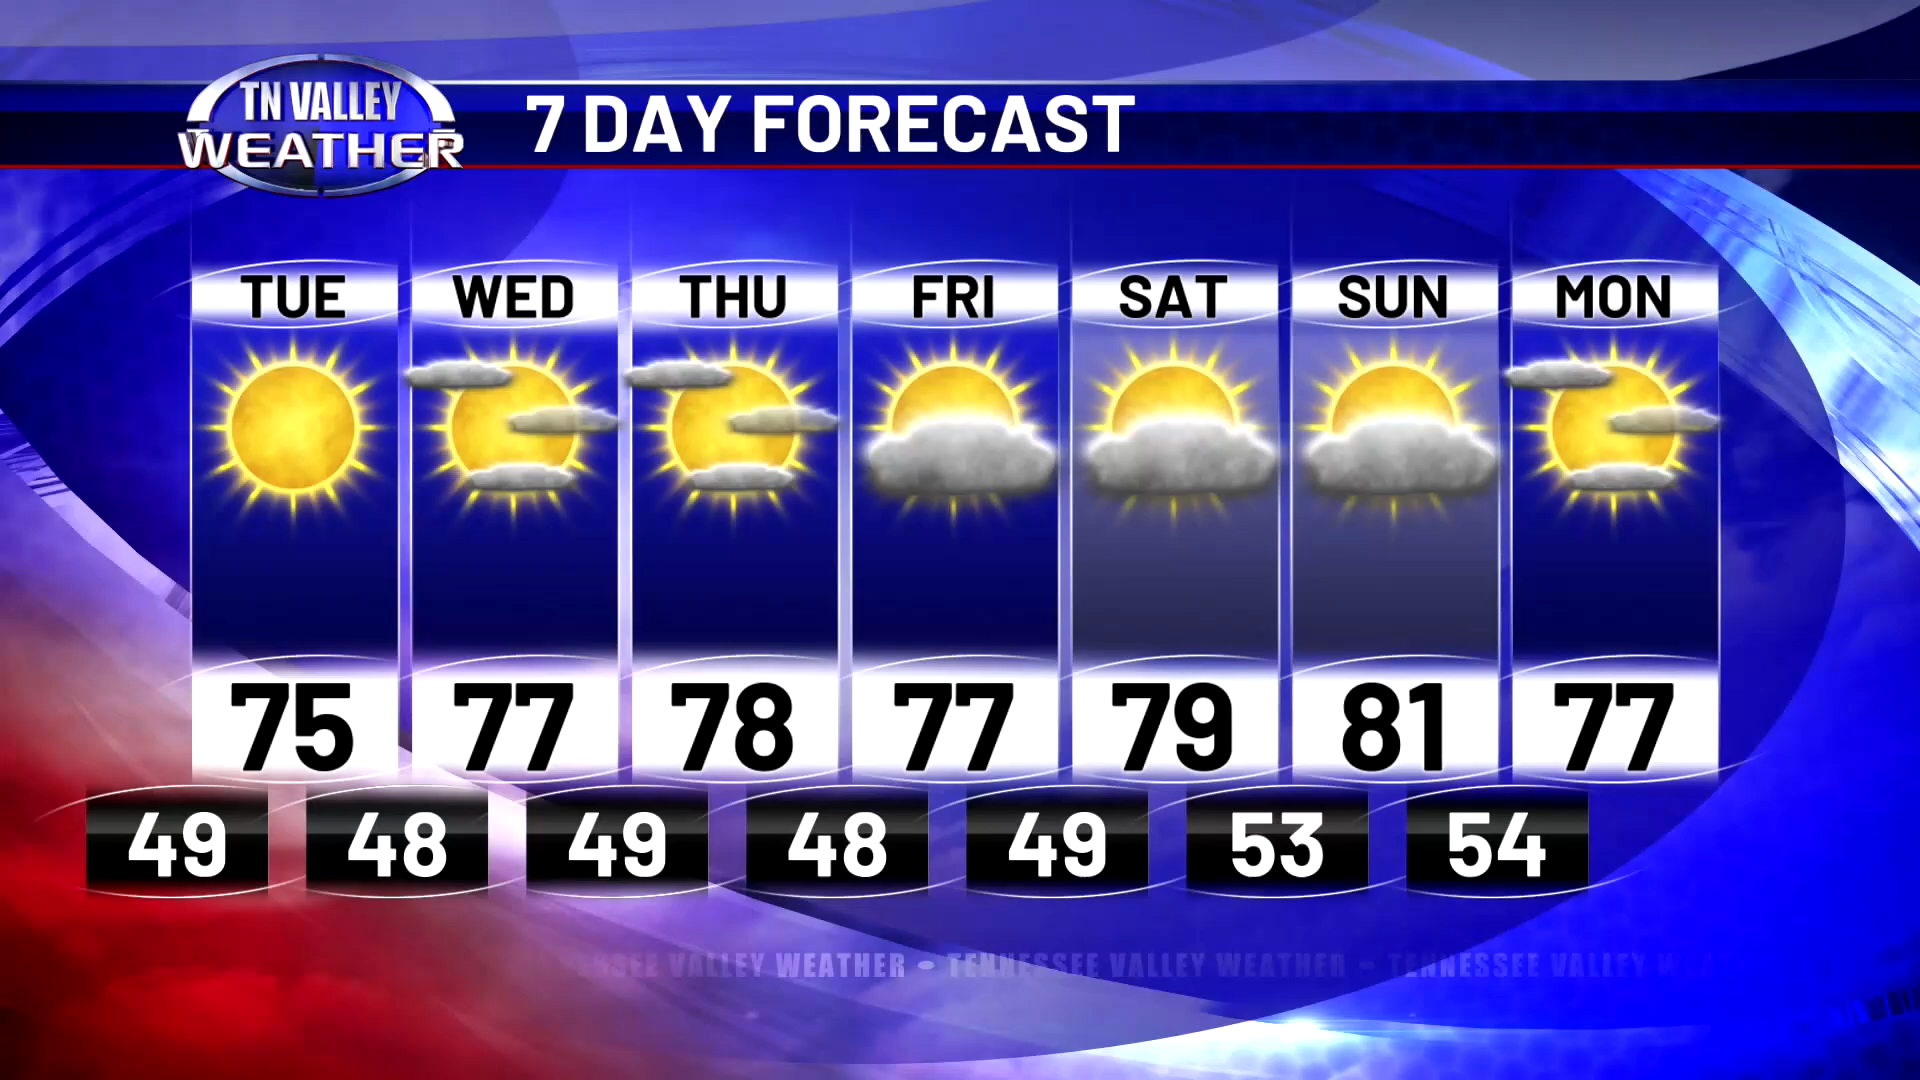 TN VALLEY
WEATHER
7 DAY FORECAST
TUE WED THU FRI SAT SUN MON
75 77 78 77 79 81 77
49 48 49 48 49 53 54
VALLEY WEATHER - TENNESSEE VALLEY WEATHER - TENNESSEE VALLEY